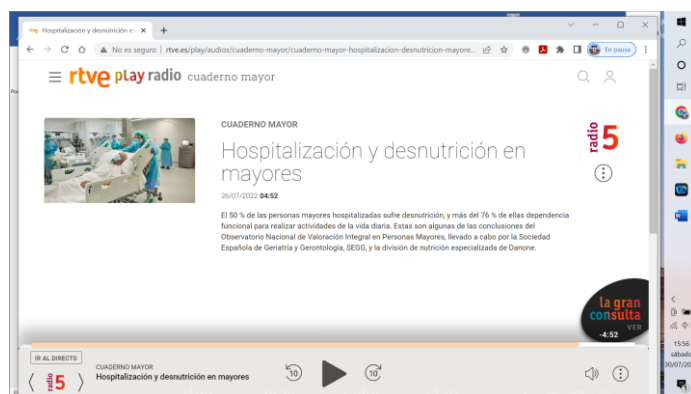 rtve Hospitalización y desnutrición en
No es seguro | rtve.es/play/audios/cuaderno-mayor/cuaderno-mayor-hospitalizacion-desnutricion-mayore...
En pausa
rtve play radio cuaderno mayor
CUADERNO MAYOR
Hospitalización y desnutrición en
mayores
radio 5
26/07/2022 04:52
El 50 % de las personas mayores hospitalizadas sufre desnutrición, y más del 76 % de ellas dependencia
funcional para realizar actividades de la vida diaria. Estas son algunas de las conclusiones del
Observatorio Nacional de Valoración Integral en Personas Mayores, llevado a cabo por la Sociedad
Española de Geriatría y Gerontología, SEGG, y la división de nutrición especializada de Danone.
la gran
consulta
VER
-4:52
IR AL DIRECTO
radio 5
CUADERNO MAYOR
Hospitalización y desnutrición en mayores
10
10
15:56
sábado
30/07/20